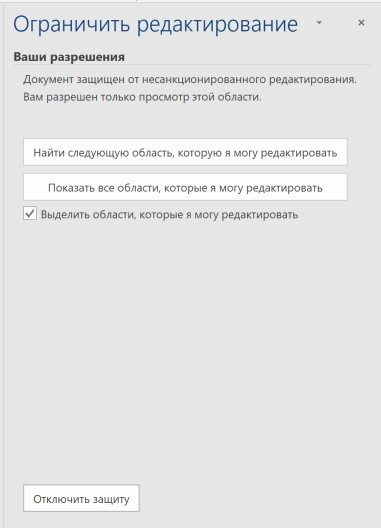 Ограничить редактирование
Ваши разрешения
Документ защищен от несанкционированного редактирования.
Вам разрешен только просмотр этой области.
Найти следующую область, которую я могу редактировать
Показать все области, которые я могу редактировать
Выделить области, которые я могу редактировать
Отключить защиту